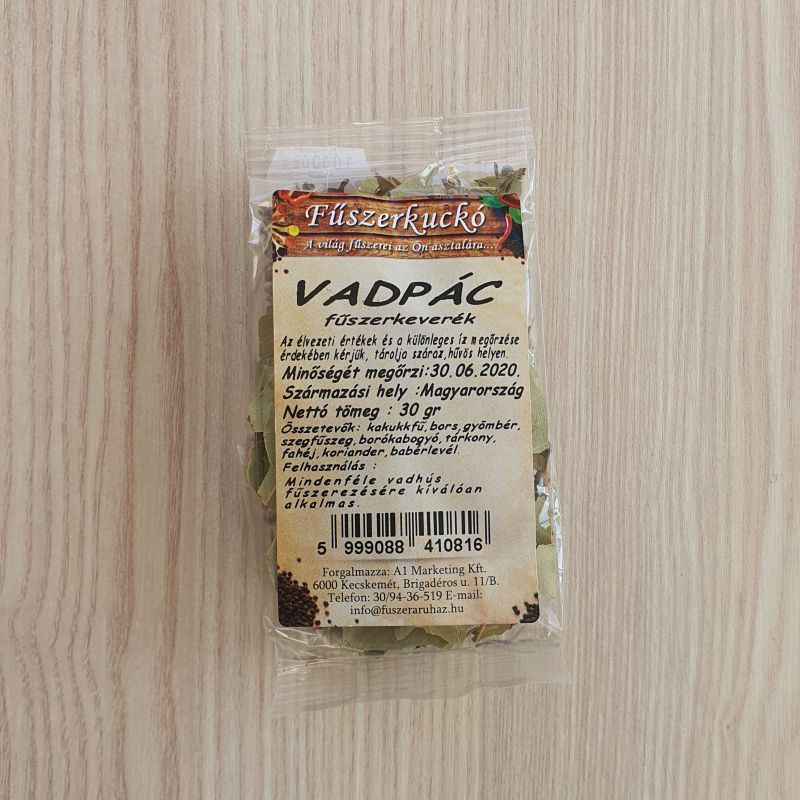 Fűszerkuckó
A világ fűszerei az Ön asztalára...
VADPÁC
fűszerkeverék
Az élvezeti értékek és a különleges íz megőrzése
érdekében kérjük, tárolja száraz,hűvös helyen.
Minőségét megőrzi:30.06.2020.
Származási hely :Magyarország
Nettó tömeg : 30 gr
Összetevők: kakukkfű,bors,gyömbér,
szegfűszeg,borókabogyó,tárkony,
fahéj,koriander,babérlevél.
Felhasználás :
Mindenféle vadhús
fűszerezésére kíválóan
alkalmas.
5 999088 410816
Forgalmazza: A1 Marketing Kft.
6000 Kecskemét, Brigadéros u. 11/B.
Telefon: 30/94-36-519 E-mail:
info@fuszeraruhaz.hu